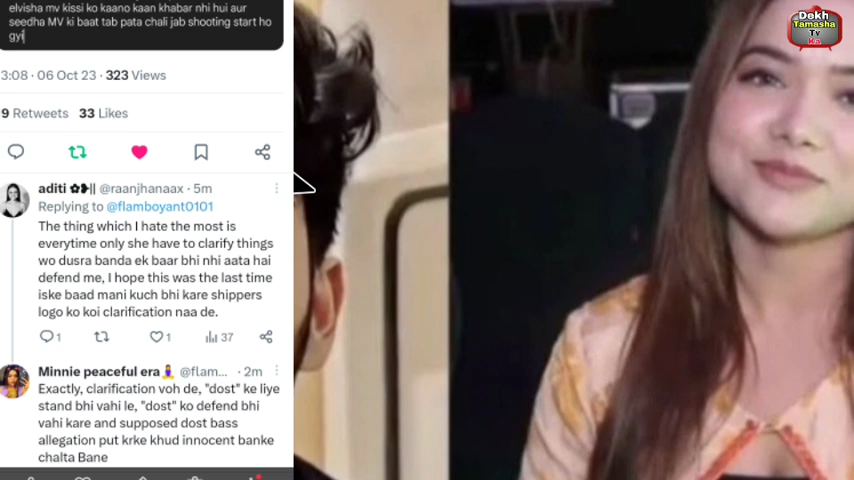 elvisha mv kissi ko kaano kaan khabar nhi hui aur
seedha MV ki baat tab pata chali jab shooting start ho
gyi
3:08 · 06 Oct 23 · 323 Views
9 Retweets 33 Likes
aditi ✿❥|| @raanjhanaax · 5m
Replying to @flamboyant0101
The thing which I hate the most is
everytime only she have to clarify things
wo dusra banda ek baar bhi nhi aata hai
defend me, I hope this was the last time
iske baad mani kuch bhi kare shippers
logo ko koi clarification naa de.
1 1 37
Minnie peaceful era🧘‍♀️ @flam... · 2m
Exactly, clarification voh de, "dost" ke liye
stand bhi vahi le, "dost" ko defend bhi
vahi kare and supposed dost bass
allegation put krke khud innocent banke
chalta Bane
Dekh
Tamasha
Tv
Ka